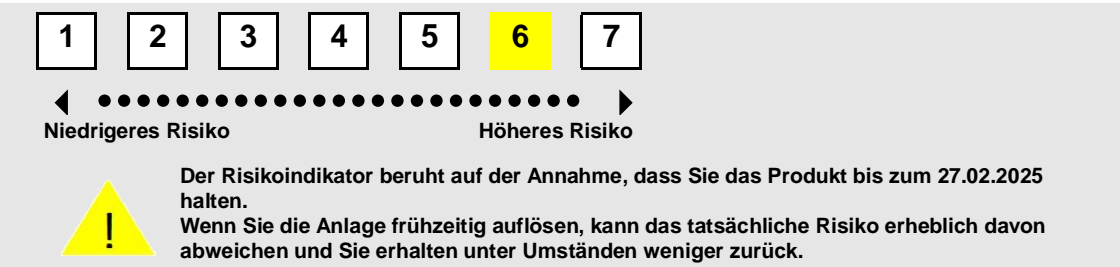 1 2 3 4 5 6 7
Niedrigeres Risiko Höheres Risiko
Der Risikoindikator beruht auf der Annahme, dass Sie das Produkt bis zum 27.02.2025
halten.
Wenn Sie die Anlage frühzeitig auflösen, kann das tatsächliche Risiko erheblich davon
abweichen und Sie erhalten unter Umständen weniger zurück.
!